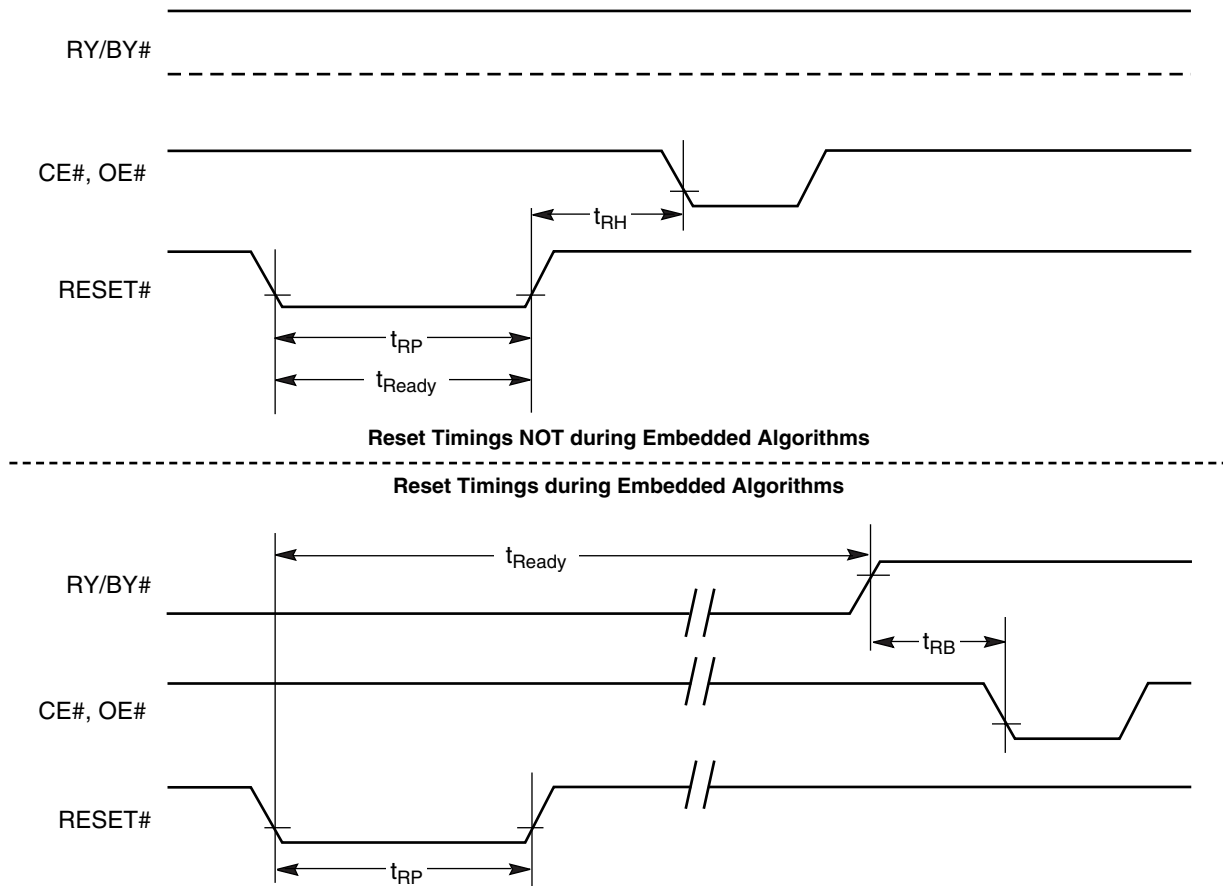 RY/BY#
CE#, OE#
tRH
RESET#
tRP
tReady
Reset Timings NOT during Embedded Algorithms
Reset Timings during Embedded Algorithms
tReady
RY/BY#
tRB
CE#, OE#
RESET#
tRP